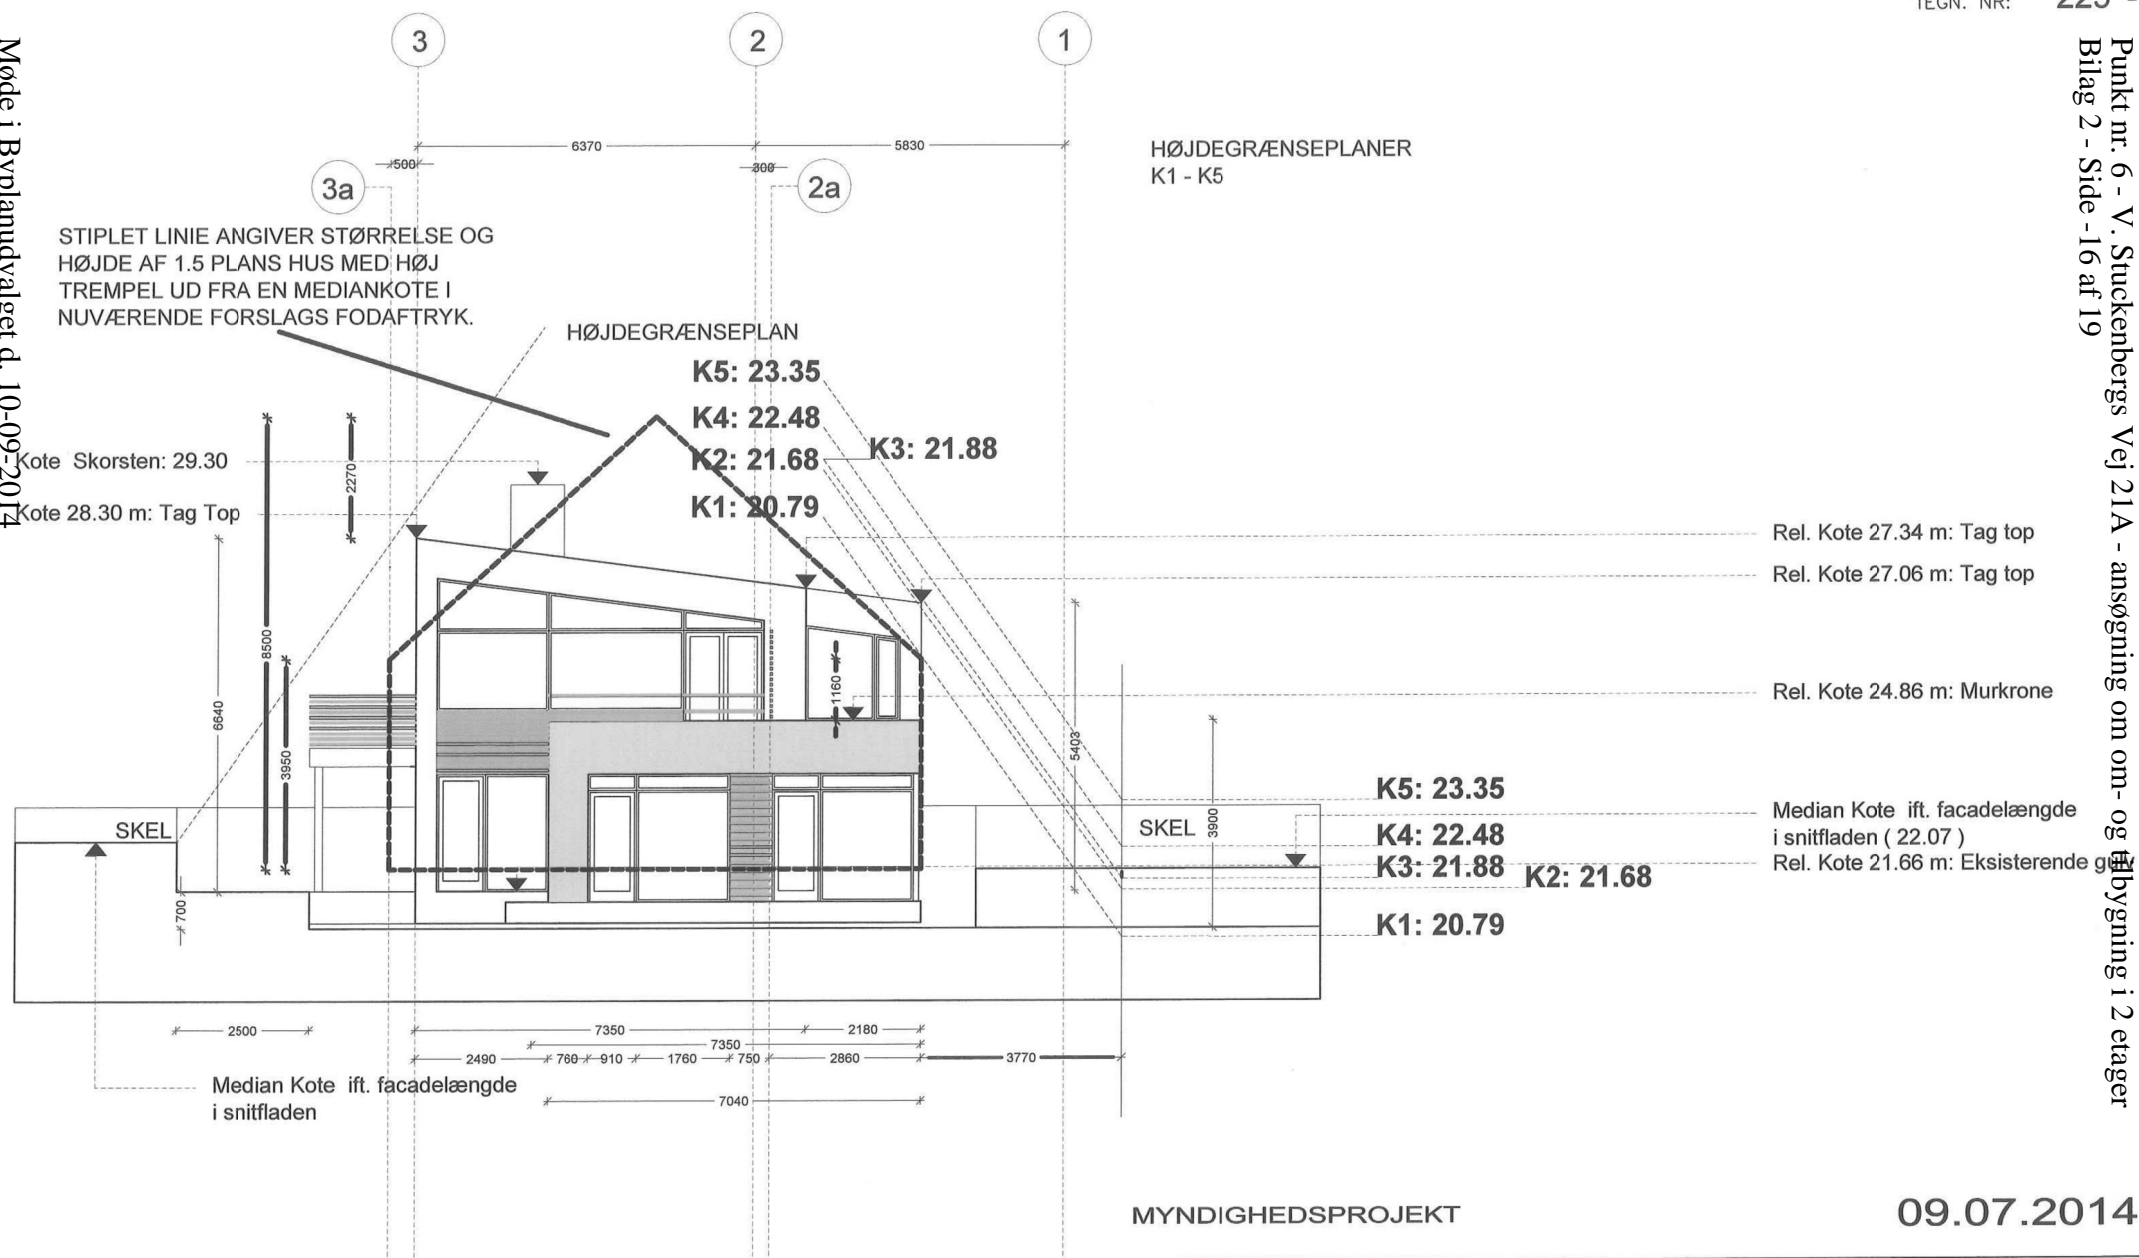 TEGN. NR: 229 -
Punkt nr. 6 - V. Stuckenbergs Vej 21A - ansøgning om om- og tilbygning i 2 etager
Bilag 2 - Side -16 af 19
Møde i Byplanudvalget d. 10-09-2014
3
2
1
6370
5830
500
300
3a
2a
HØJDEGRÆNSEPLANER
K1 - K5
STIPLET LINIE ANGIVER STØRRELSE OG
HØJDE AF 1.5 PLANS HUS MED HØJ
TREMPEL UD FRA EN MEDIANKOTE I
NUVÆRENDE FORSLAGS FODAFTRYK.
HØJDEGRÆNSEPLAN
K5: 23.35
K4: 22.48
K2: 21.68
K3: 21.88
K1: 20.79
Kote Skorsten: 29.30
Kote 28.30 m: Tag Top
2270
8500
6640
3950
1160
5403
3900
700
Rel. Kote 27.34 m: Tag top
Rel. Kote 27.06 m: Tag top
Rel. Kote 24.86 m: Murkrone
SKEL
SKEL
K5: 23.35
K4: 22.48
K3: 21.88
K2: 21.68
K1: 20.79
Median Kote ift. facadelængde
i snitfladen ( 22.07 )
Rel. Kote 21.66 m: Eksisterende
2500
7350
2180
7350
2490
760
910
1760
750
2860
3770
7040
Median Kote ift. facadelængde
i snitfladen
MYNDIGHEDSPROJEKT
09.07.2014